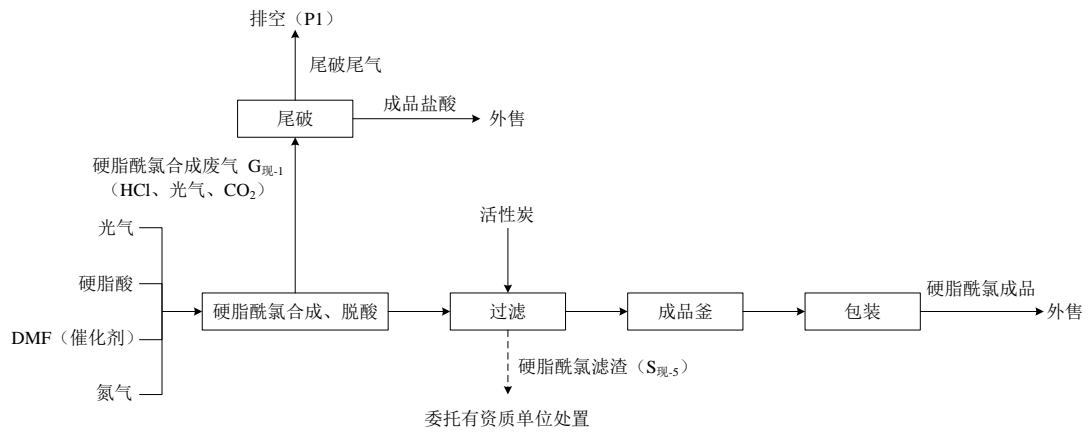 排空（P1）
尾破尾气
尾破
成品盐酸
外售
硬脂酰氯合成废气 G现-1
（HCl、光气、CO2）
活性炭
光气
硬脂酸
DMF（催化剂）
氮气
硬脂酰氯合成、脱酸
过滤
成品釜
包装
硬脂酰氯成品
外售
硬脂酰氯滤渣（S现-5）
委托有资质单位处置